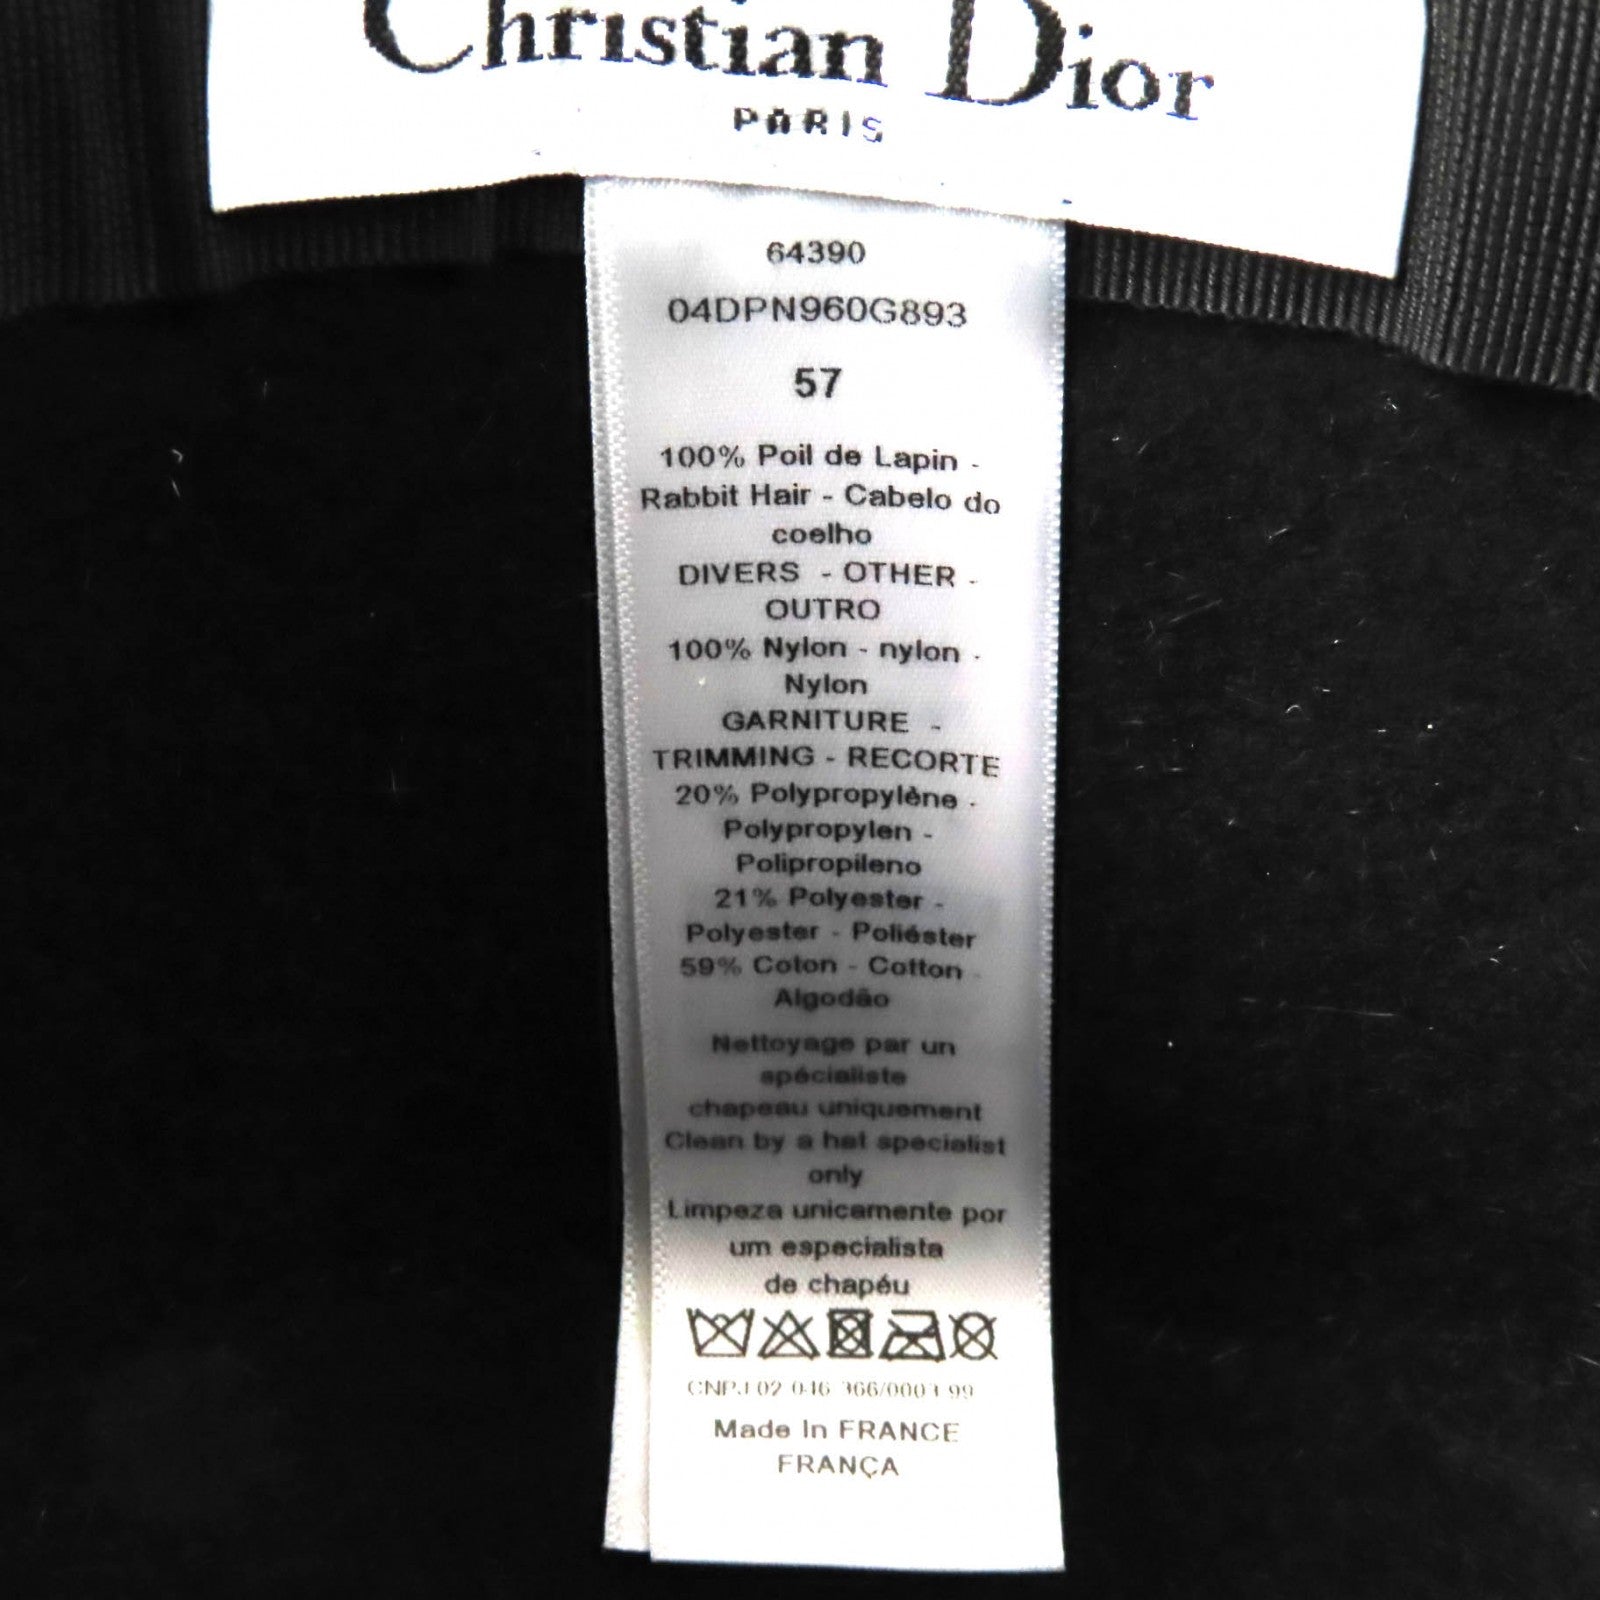 Christian Dior
PARIS
64390
04DPN960G893
57
100% Poil de Lapin -
Rabbit Hair - Cabelo do
coelho
DIVERS - OTHER -
OUTRO
100% Nylon - nylon -
Nylon
GARNITURE -
TRIMMING - RECORTE
20% Polypropylène -
Polypropylen -
Polipropileno
21% Polyester -
Polyester - Poliéster
59% Coton - Cotton -
Algodão
Nettoyage par un
spécialiste
chapeau uniquement
Clean by a hat specialist
only
Limpeza unicamente por
um especialista
de chapéu
CNPJ 02 046 366/0003 99
Made In FRANCE
FRANÇA